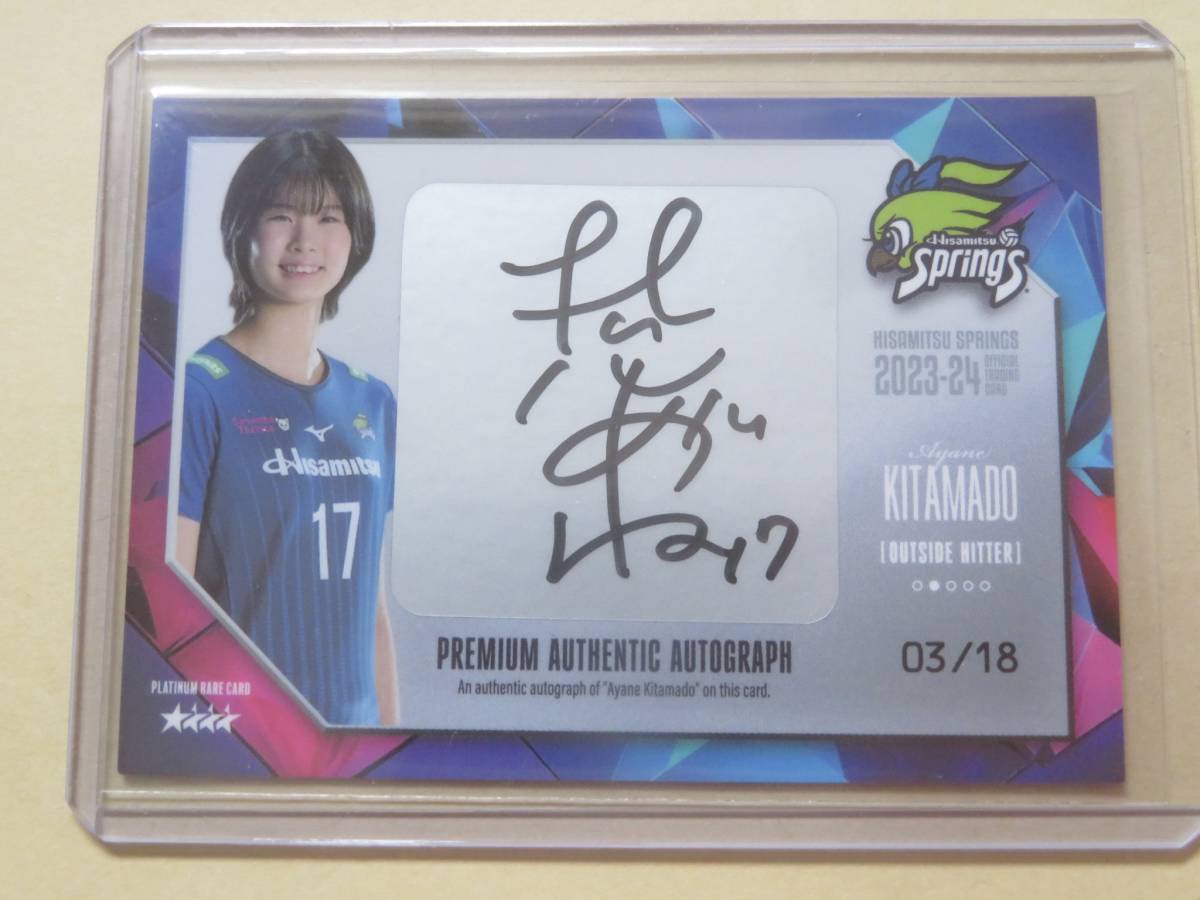 Hisamitsu
Springs
HISAMITSU SPRINGS
2023-24 OFFICIAL TRADING CARD
Ayane
KITAMADO
[OUTSIDE HITTER]
03/18
SPRINGS
Hisamitsu
17
PREMIUM AUTHENTIC AUTOGRAPH
An authentic autograph of "Ayane Kitamado" on this card.
PLATINUM RARE CARD